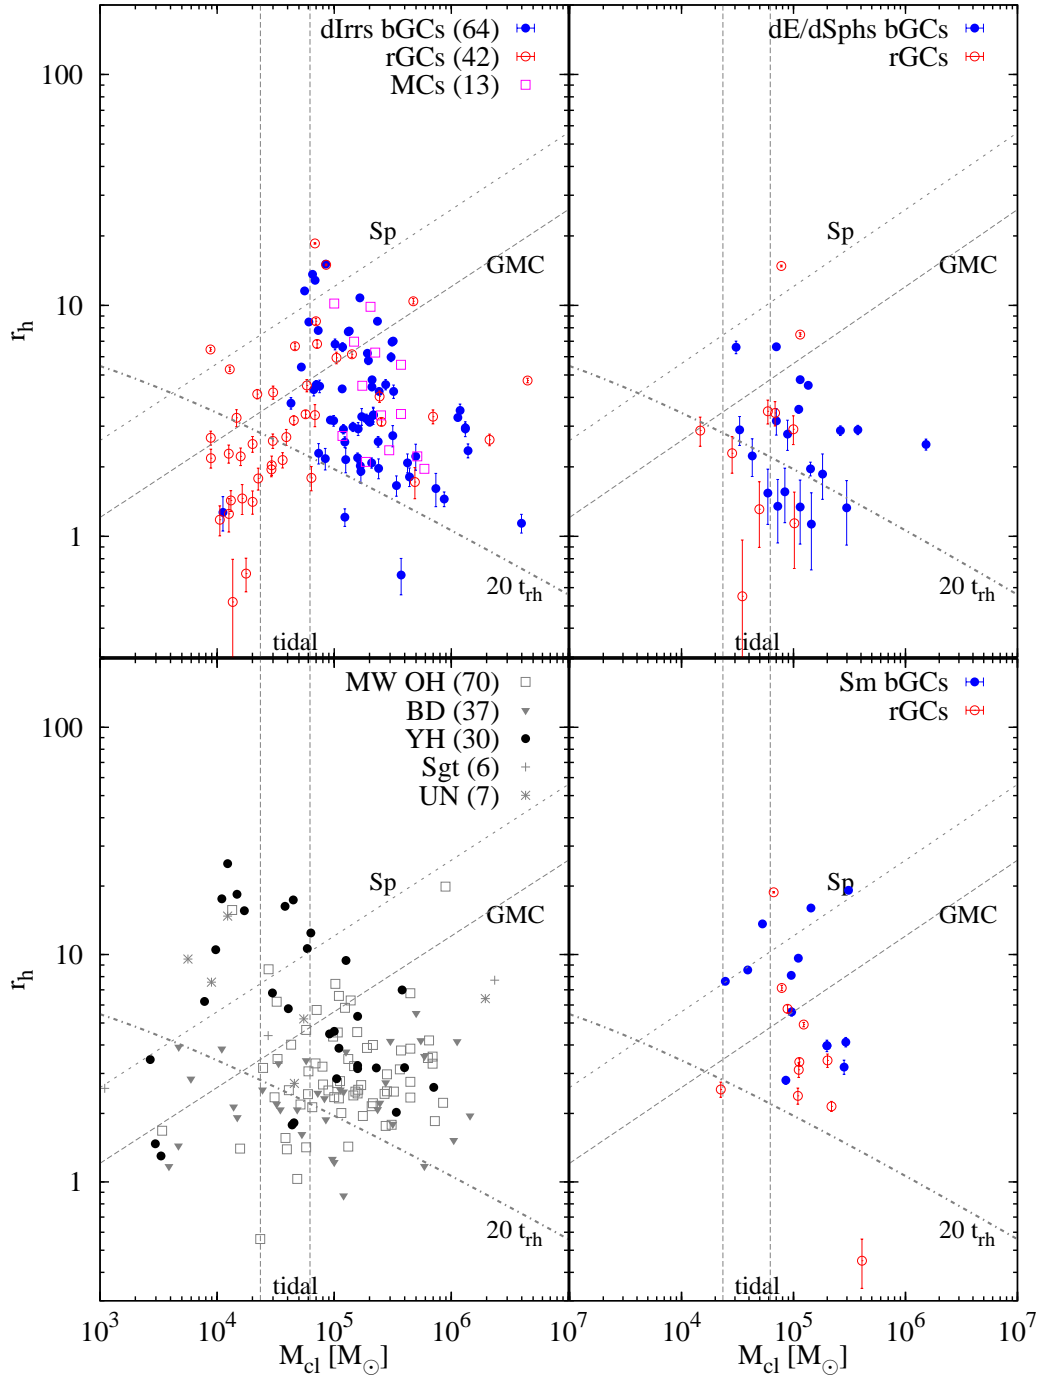 dIrrs bGCs (64)
rGCs (42)
MCs (13)
dE/dSphs bGCs
rGCs
100
10
1
r_h
Sp
GMC
20 t_rh
tidal
Sp
GMC
20 t_rh
tidal
MW OH (70)
BD (37)
YH (30)
Sgt (6)
UN (7)
Sm bGCs
rGCs
100
10
1
r_h
Sp
GMC
20 t_rh
tidal
Sp
GMC
20 t_rh
tidal
10^3 10^4 10^5 10^6 10^7 10^4 10^5 10^6 10^7
M_cl [M_⊙] M_cl [M_⊙]